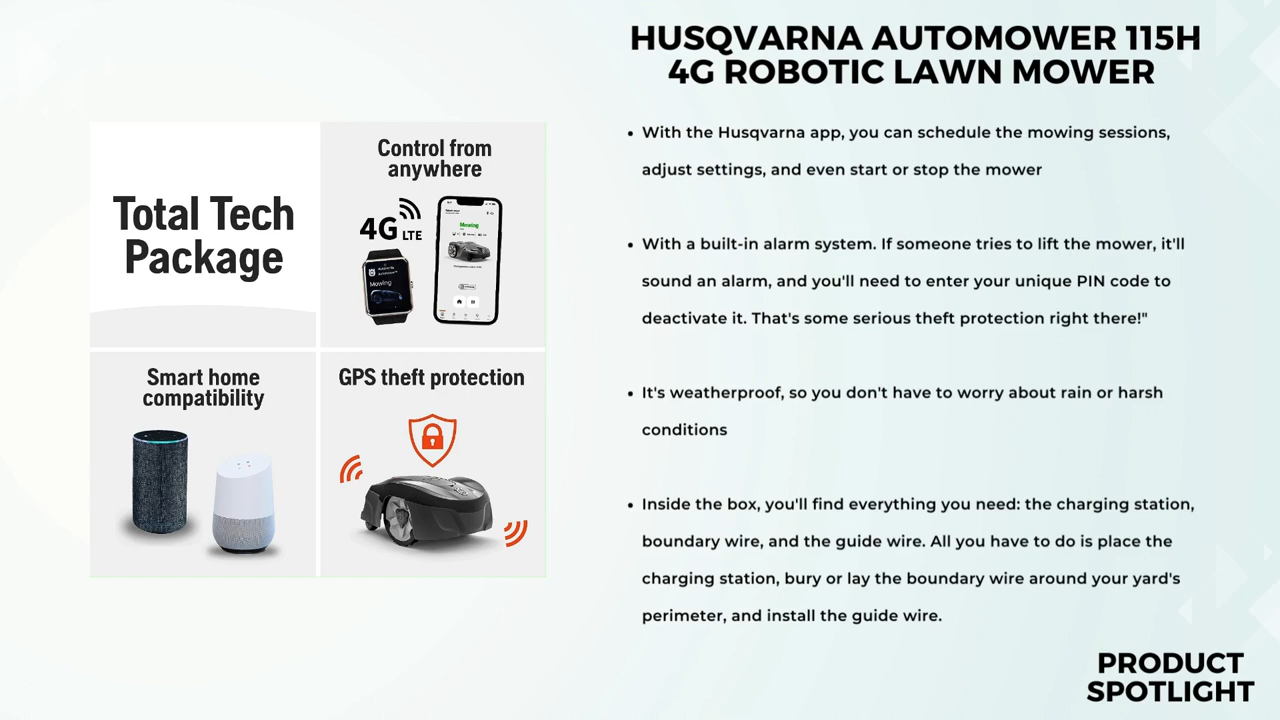 HUSQVARNA AUTOMOWER 115H
4G ROBOTIC LAWN MOWER
Total Tech
Package
Control from
anywhere
4G LTE
Mowing
Mowing
Smart home
compatibility
GPS theft protection
• With the Husqvarna app, you can schedule the mowing sessions,
adjust settings, and even start or stop the mower
• With a built-in alarm system. If someone tries to lift the mower, it'll
sound an alarm, and you'll need to enter your unique PIN code to
deactivate it. That's some serious theft protection right there!"
• It's weatherproof, so you don't have to worry about rain or harsh
conditions
• Inside the box, you'll find everything you need: the charging station,
boundary wire, and the guide wire. All you have to do is place the
charging station, bury or lay the boundary wire around your yard's
perimeter, and install the guide wire.
PRODUCT
SPOTLIGHT